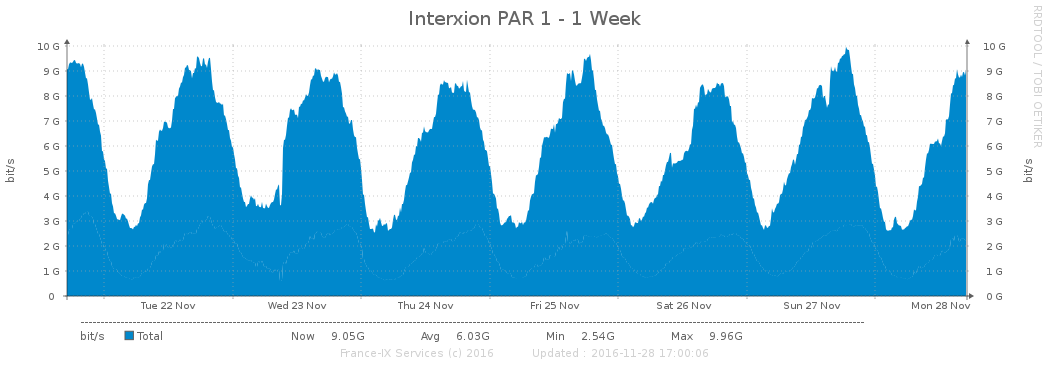 Interxion PAR 1 - 1 Week
RRDTOOL / TOBI OETIKER
10 G 10 G
9 G 9 G
8 G 8 G
7 G 7 G
6 G 6 G
5 G 5 G
4 G 4 G
3 G 3 G
2 G 2 G
1 G 1 G
0 0 G
bit/s bit/s
Tue 22 Nov Wed 23 Nov Thu 24 Nov Fri 25 Nov Sat 26 Nov Sun 27 Nov Mon 28 Nov
bit/s Total Now 9.05G Avg 6.03G Min 2.54G Max 9.96G
France-IX Services (c) 2016 Updated : 2016-11-28 17:00:06